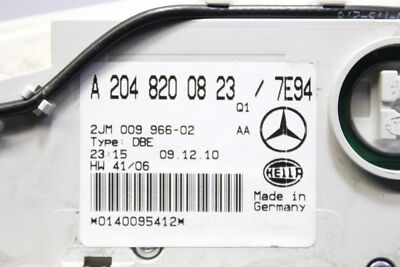 A 204 820 08 23 / 7E94
Q1
2JM 009 966-02 AA
Type: DBE
23:15 09.12.10
HW 41/06
HELLA
Made in
Germany
*0140095412*